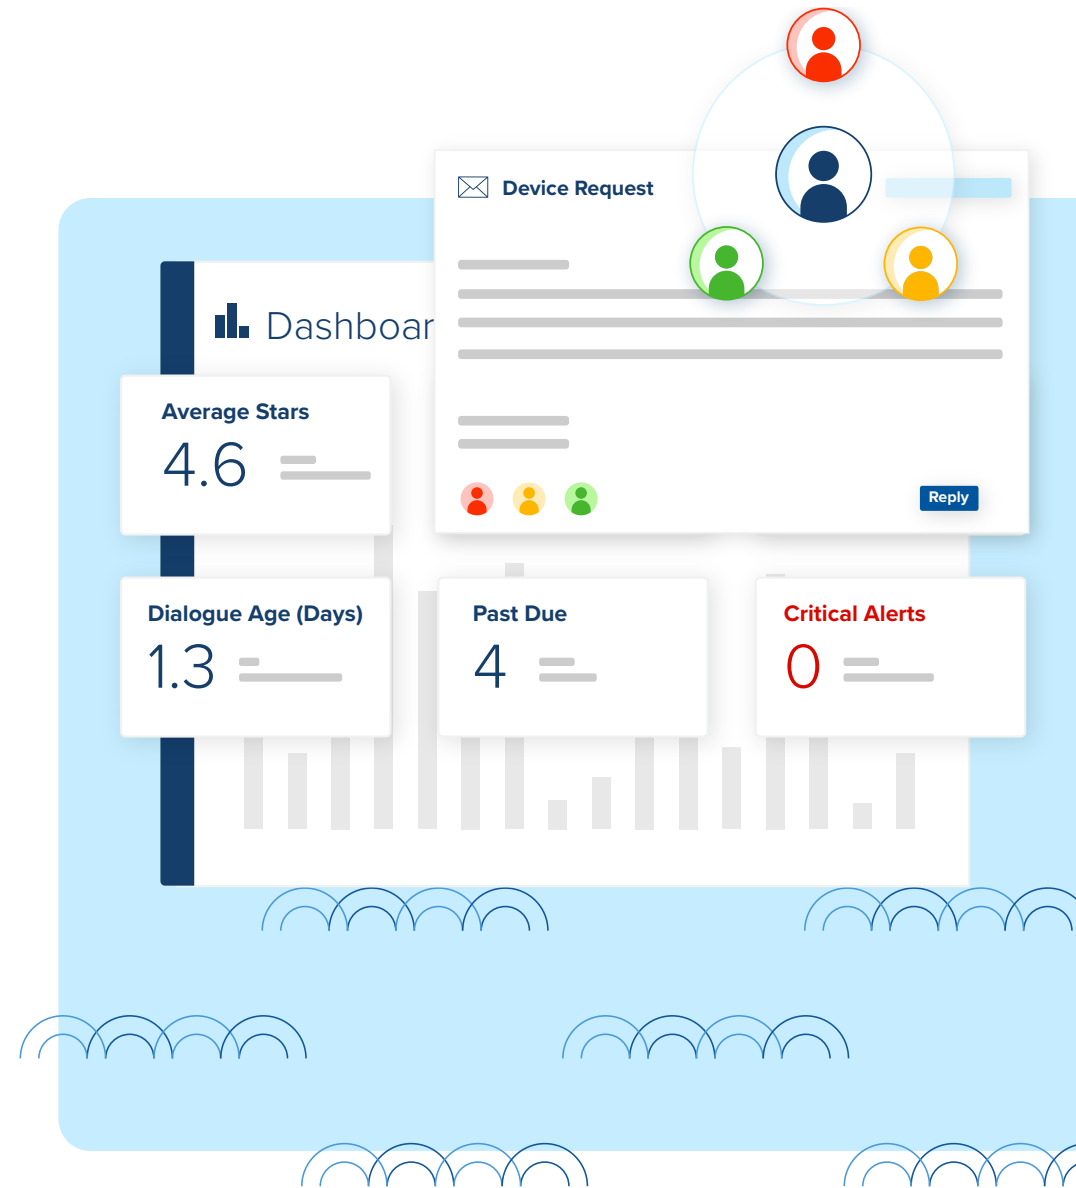 Device Request
Dashboar
Average Stars
4.6
Reply
Dialogue Age (Days)
1.3
Past Due
4
Critical Alerts
0